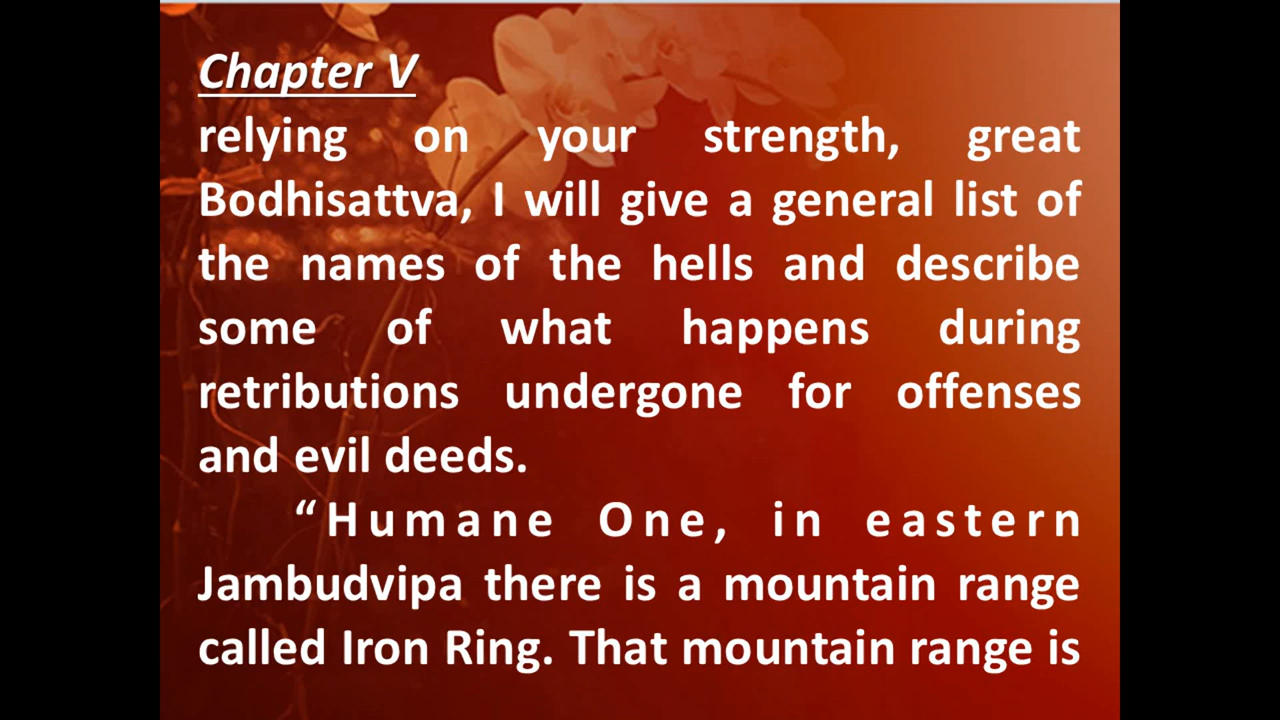 Chapter V
relying on your strength, great
Bodhisattva, I will give a general list of
the names of the hells and describe
some of what happens during
retributions undergone for offenses
and evil deeds.
“Humane One, in eastern
Jambudvipa there is a mountain range
called Iron Ring. That mountain range is